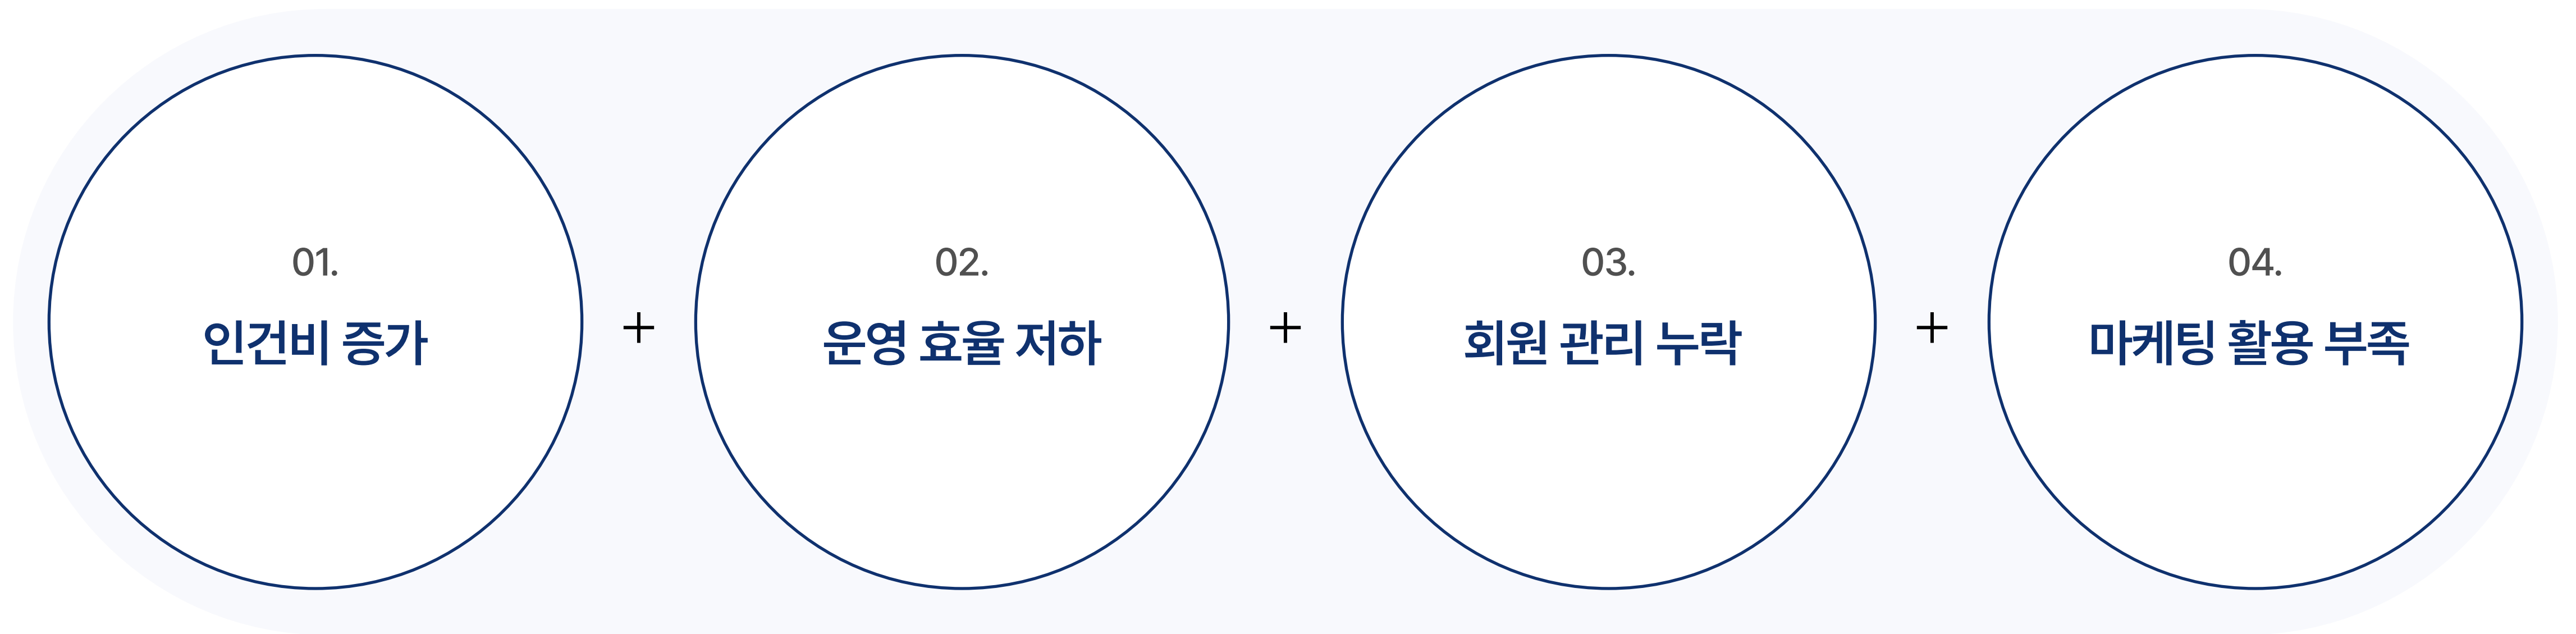 01.
인건비 증가
+
02.
운영 효율 저하
+
03.
회원 관리 누락
+
04.
마케팅 활용 부족